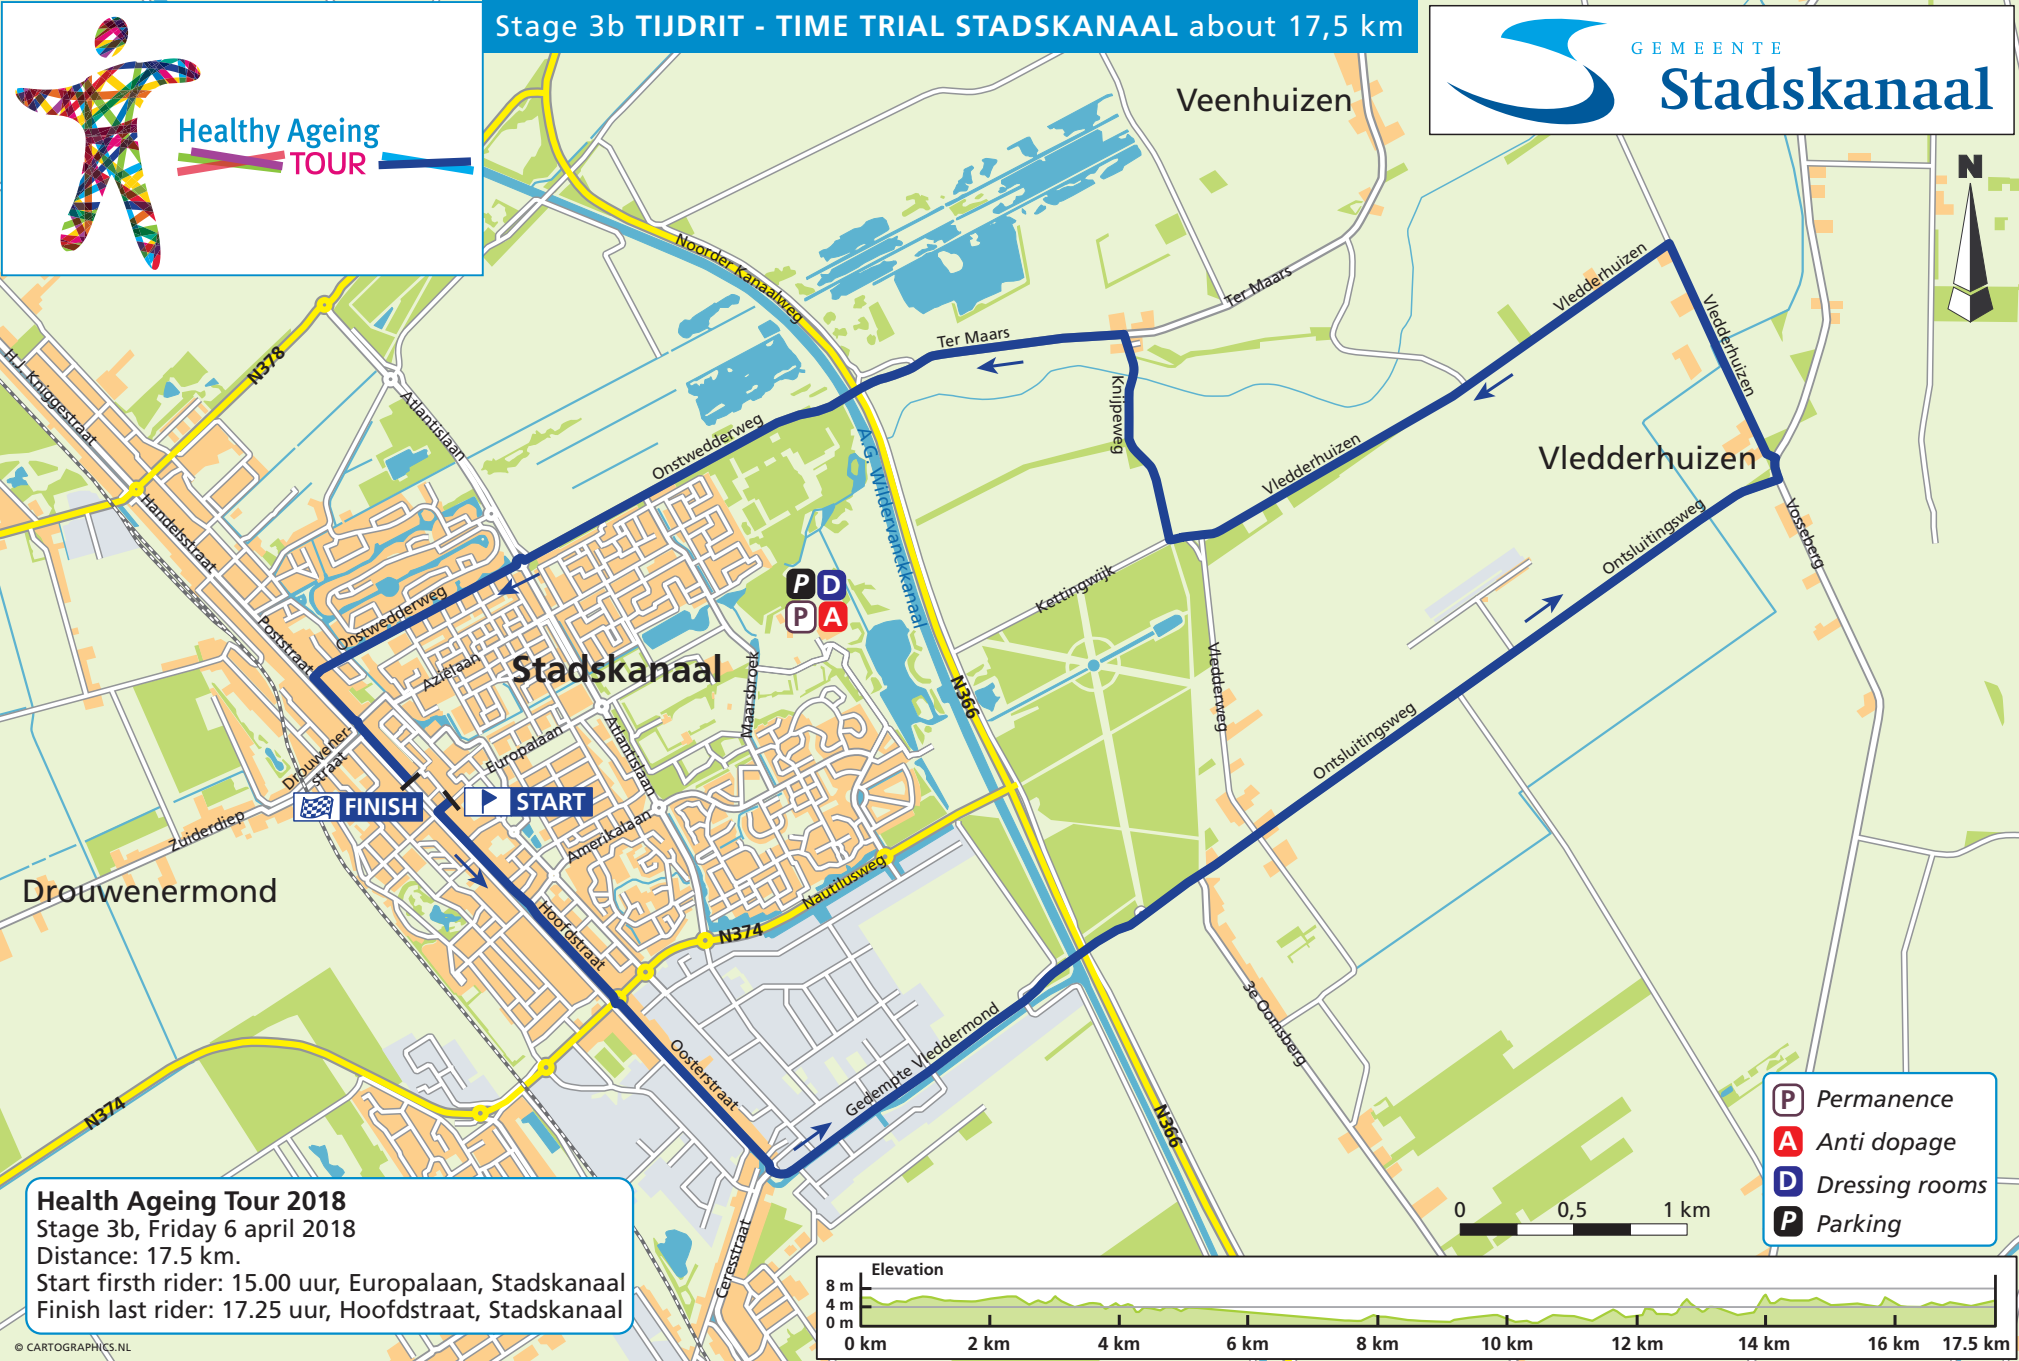 Stage 3b TIJDRIT - TIME TRIAL STADSKANAAL about 17,5 km
Healthy Ageing
TOUR
GEMEENTE
Stadskanaal
N
Veenhuizen
Noorder Kanaalweg
Ter Maars
Ter Maars
Vledderhuizen
Vledderhuizen
Vledderhuizen
Vledderhuizen
Knijpeweg
N378
H.J. Kniggestraat
Atlantislaan
Onstwedderweg
A.G. Wildervanckkanaal
Handelsstraat
Ontsluitingsweg
Vosseberg
P D
P A
Kettingwijk
Onstwedderweg
Poststraat
Aziëlaan
Stadskanaal
Maarsbroek
Vledderweg
N366
Drouwener-
straat
Europalaan
Atlantislaan
Ontsluitingsweg
FINISH
START
Zuiderdiep
Amerikalaan
Nautilusweg
Drouwenermond
Hoofdstraat
N374
3e Oomsberg
Oosterstraat
Gedempte Vleddermond
N374
N366
Ceresstraat
P Permanence
A Anti dopage
D Dressing rooms
P Parking
0 0,5 1 km
Health Ageing Tour 2018
Stage 3b, Friday 6 april 2018
Distance: 17.5 km.
Start firsth rider: 15.00 uur, Europalaan, Stadskanaal
Finish last rider: 17.25 uur, Hoofdstraat, Stadskanaal
Elevation
8 m
4 m
0 m
0 km 2 km 4 km 6 km 8 km 10 km 12 km 14 km 16 km 17.5 km
© CARTOGRAPHICS.NL